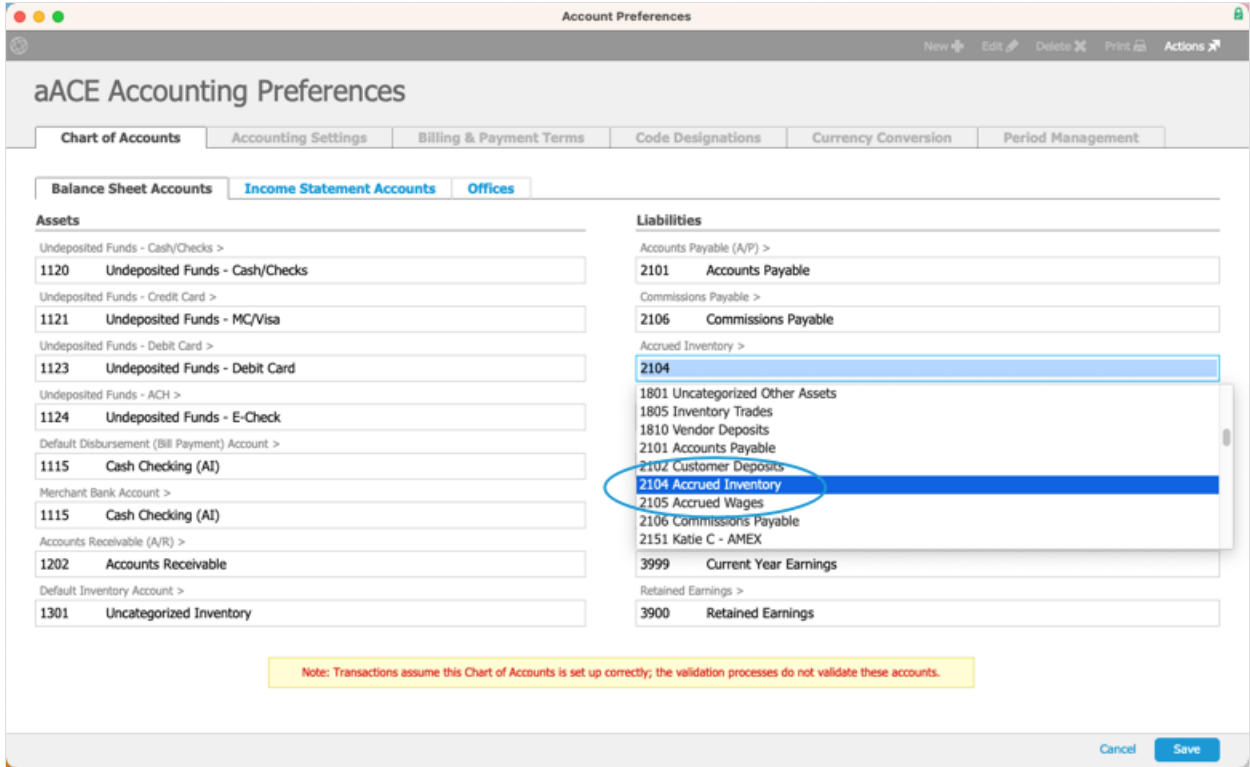 Account Preferences
New Edit Delete Print Actions
aACE Accounting Preferences
Chart of Accounts Accounting Settings Billing & Payment Terms Code Designations Currency Conversion Period Management
Balance Sheet Accounts Income Statement Accounts Offices
Assets
Undeposited Funds - Cash/Checks >
1120 Undeposited Funds - Cash/Checks
Undeposited Funds - Credit Card >
1121 Undeposited Funds - MC/Visa
Undeposited Funds - Debit Card >
1123 Undeposited Funds - Debit Card
Undeposited Funds - ACH >
1124 Undeposited Funds - E-Check
Default Disbursement (Bill Payment) Account >
1115 Cash Checking (AI)
Merchant Bank Account >
1115 Cash Checking (AI)
Accounts Receivable (A/R) >
1202 Accounts Receivable
Default Inventory Account >
1301 Uncategorized Inventory
Liabilities
Accounts Payable (A/P) >
2101 Accounts Payable
Commissions Payable >
2106 Commissions Payable
Accrued Inventory >
2104
1801 Uncategorized Other Assets
1805 Inventory Trades
1810 Vendor Deposits
2101 Accounts Payable
2102 Customer Deposits
2104 Accrued Inventory
2105 Accrued Wages
2106 Commissions Payable
2151 Katie C - AMEX
3999 Current Year Earnings
Retained Earnings >
3900 Retained Earnings
Note: Transactions assume this Chart of Accounts is set up correctly; the validation processes do not validate these accounts.
Cancel Save